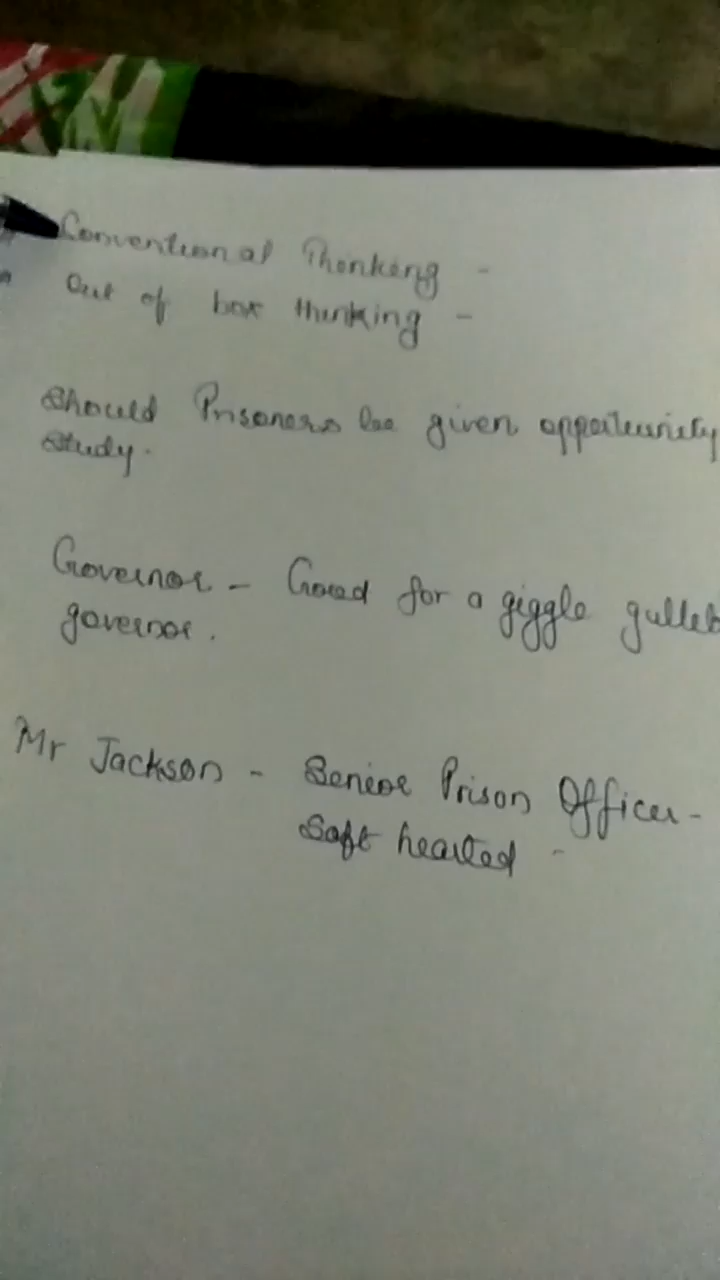 Conventional Thinking -
Out of box thinking -
Should Prisoners be given opportunity
study.
Governor - Good for a giggle gulleb
governor.
Mr Jackson - Senior Prison Officer -
Soft hearted -